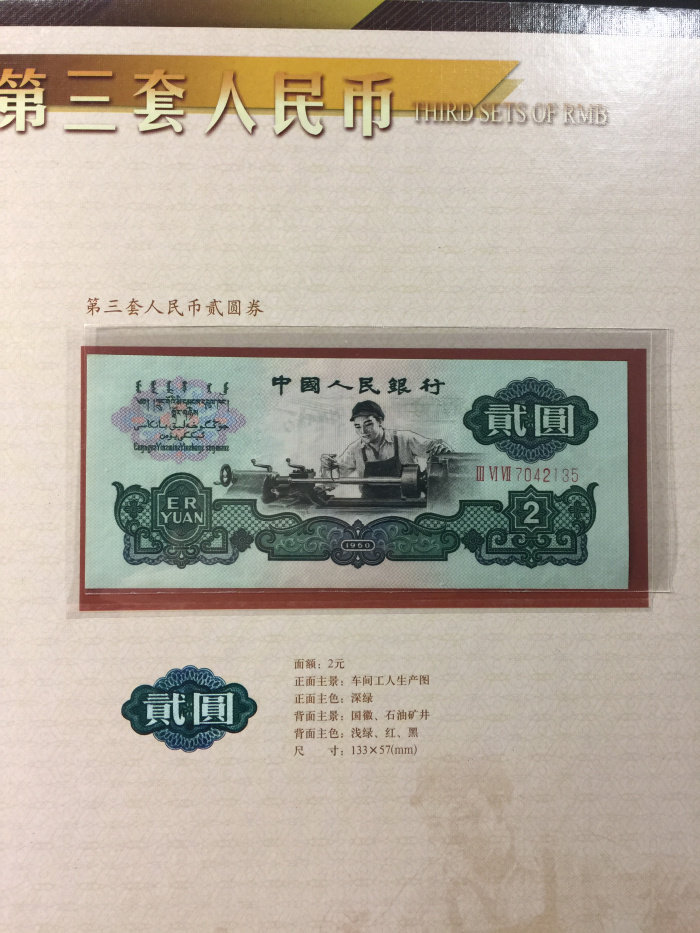 第三套人民币 THIRD SETS OF RMB
第三套人民币贰圆券
中國人民銀行
貳圓
ⅢⅥⅦ 7042135
ER
YUAN
2
1960
貳圓
面额：2元
正面主景：车间工人生产图
正面主色：深绿
背面主景：国徽、石油矿井
背面主色：浅绿、红、黑
尺 寸：133×57(mm)